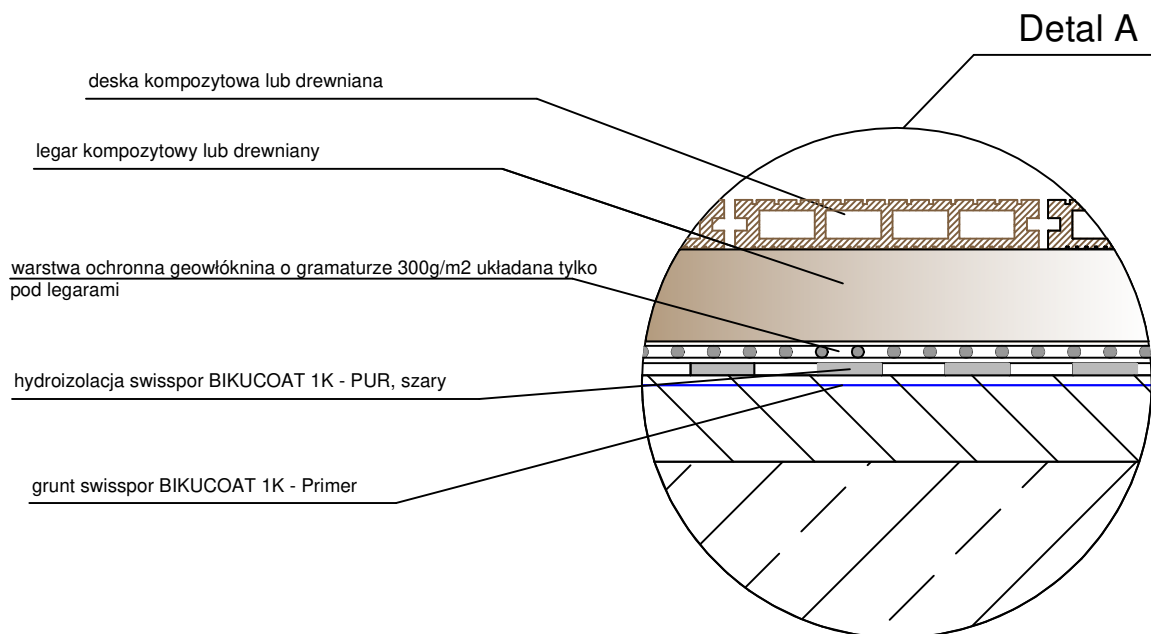 Detal A
deska kompozytowa lub drewniana
legar kompozytowy lub drewniany
warstwa ochronna geowłóknina o gramaturze 300g/m2 układana tylko
pod legarami
hydroizolacja swisspor BIKUCOAT 1K - PUR, szary
grunt swisspor BIKUCOAT 1K - Primer